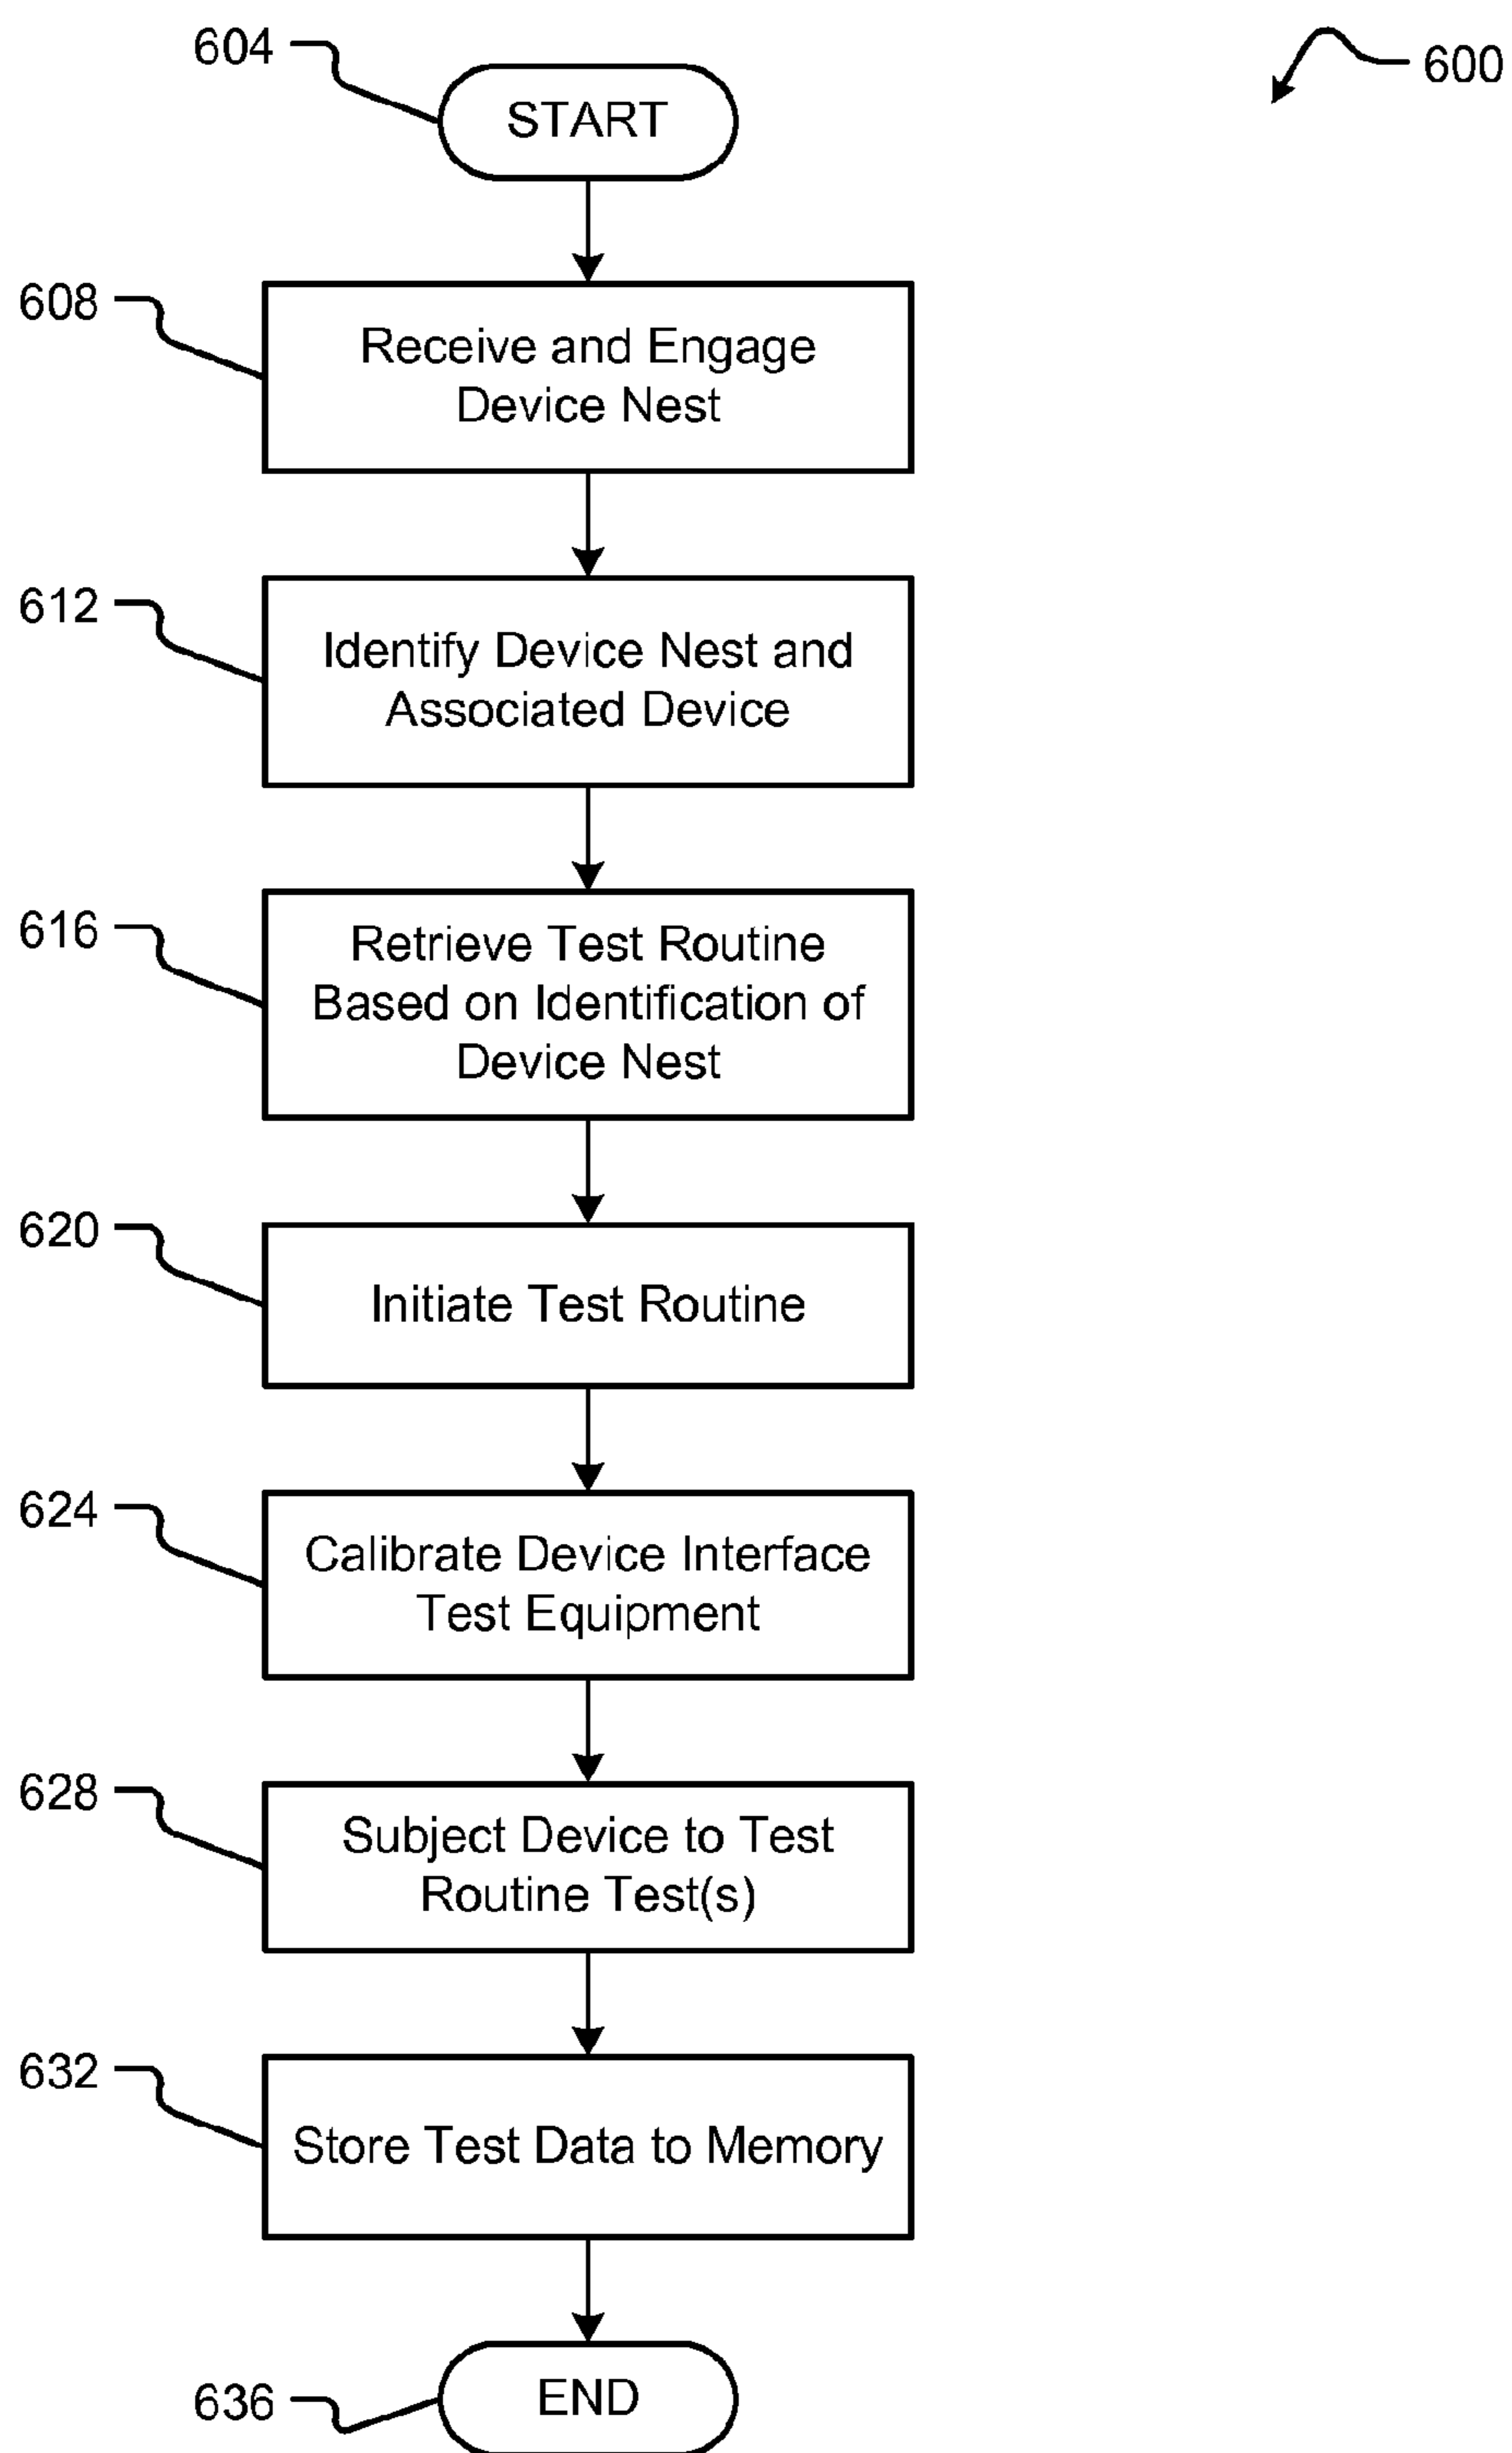 604
START
600
608
Receive and Engage
Device Nest
612
Identify Device Nest and
Associated Device
616
Retrieve Test Routine
Based on Identification of
Device Nest
620
Initiate Test Routine
624
Calibrate Device Interface
Test Equipment
628
Subject Device to Test
Routine Test(s)
632
Store Test Data to Memory
636
END